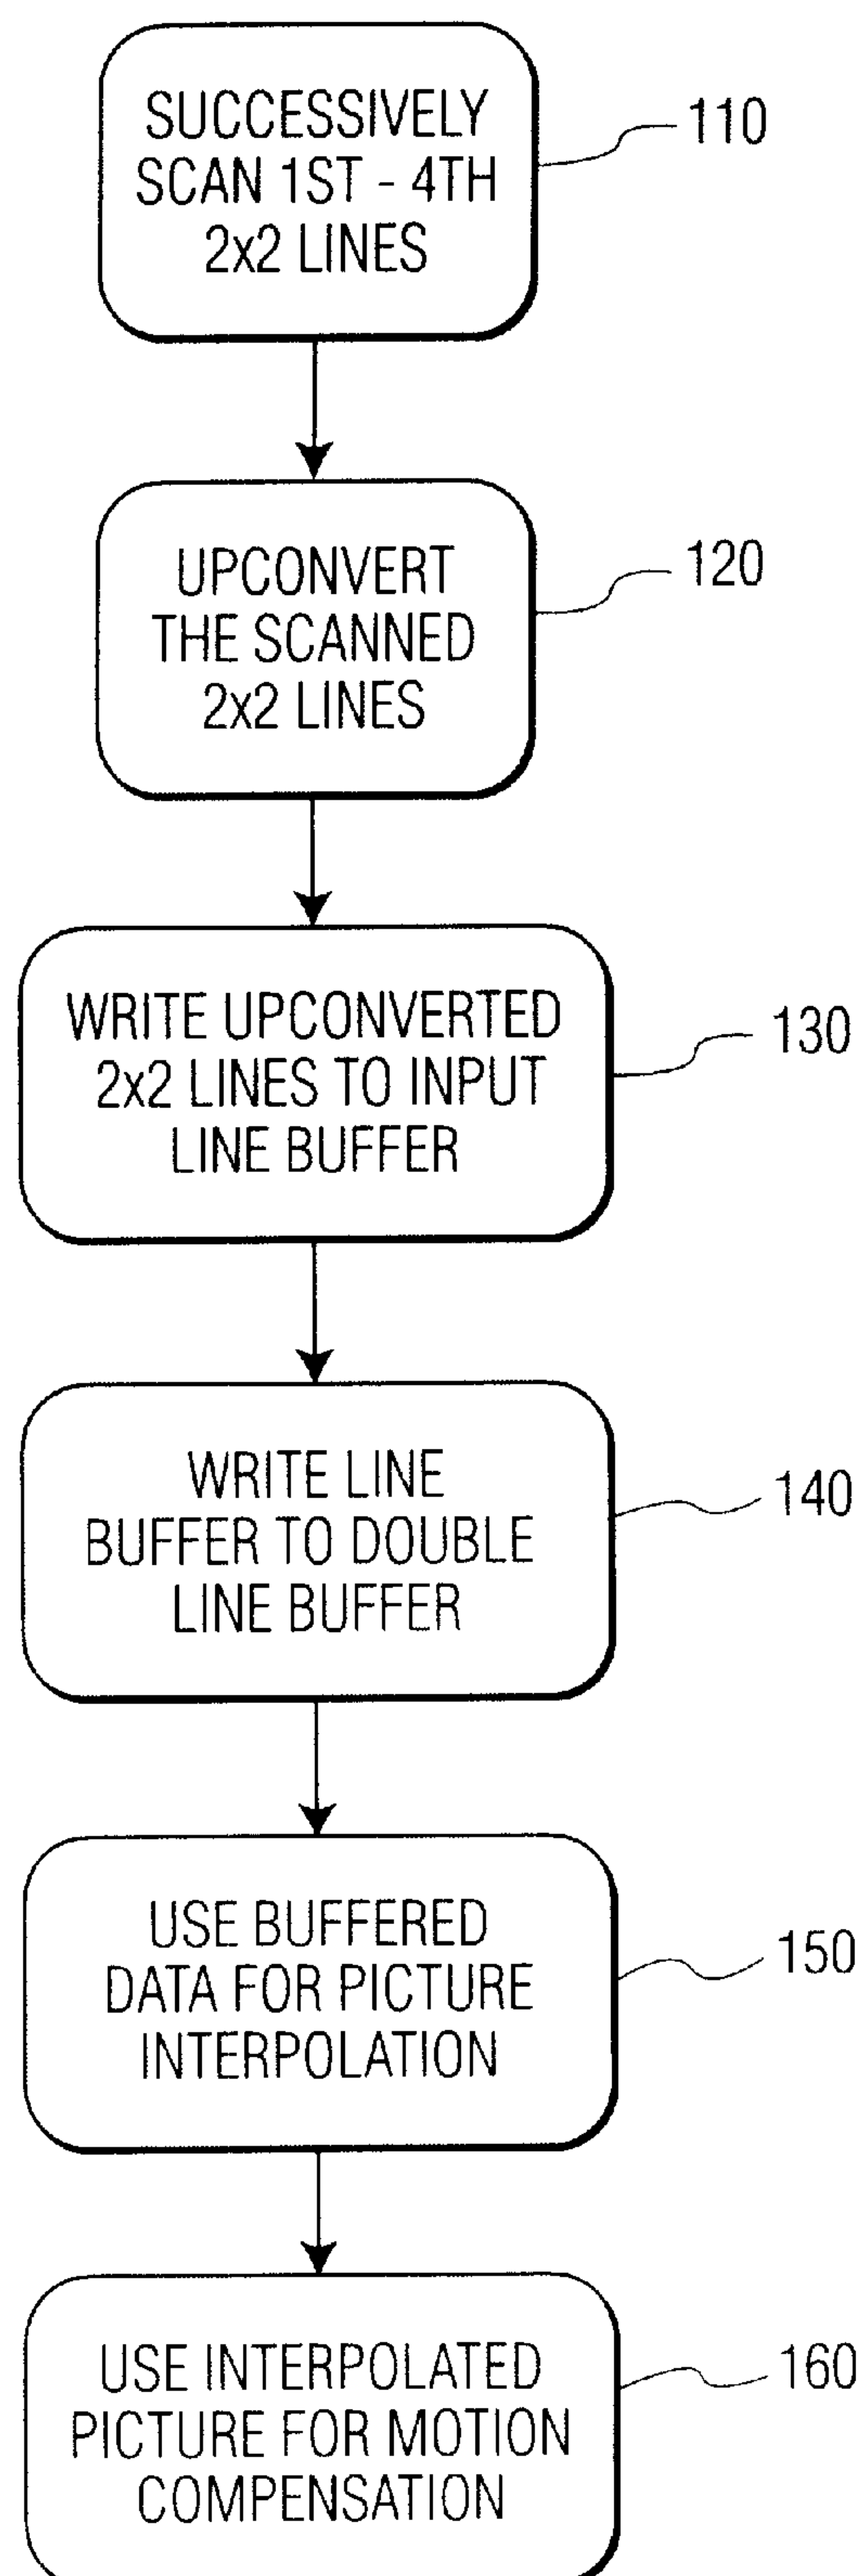 SUCCESSIVELY
SCAN 1ST - 4TH
2x2 LINES
110
UPCONVERT
THE SCANNED
2x2 LINES
120
WRITE UPCONVERTED
2x2 LINES TO INPUT
LINE BUFFER
130
WRITE LINE
BUFFER TO DOUBLE
LINE BUFFER
140
USE BUFFERED
DATA FOR PICTURE
INTERPOLATION
150
USE INTERPOLATED
PICTURE FOR MOTION
COMPENSATION
160